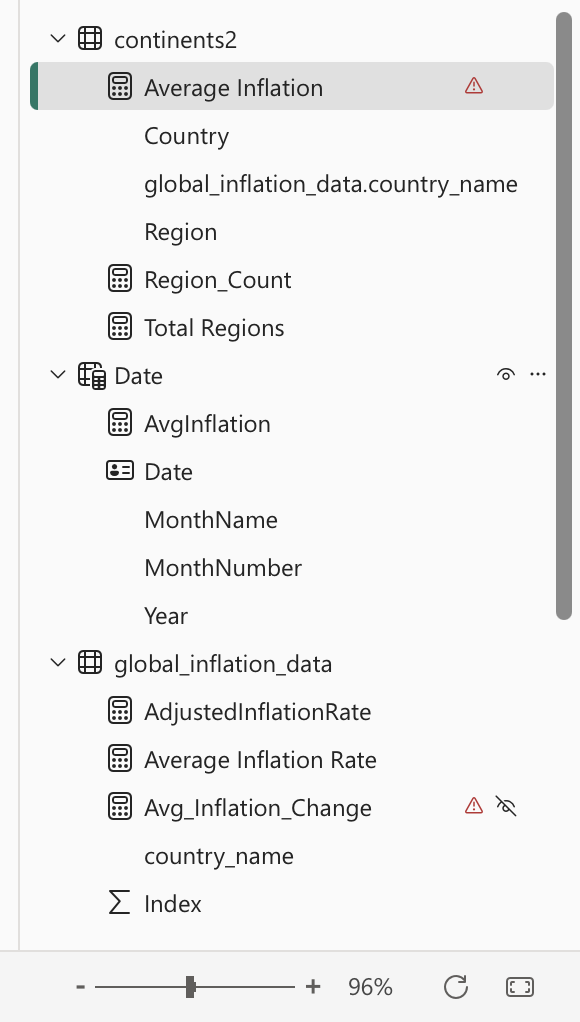 continents2
Average Inflation
Country
global_inflation_data.country_name
Region
Region_Count
Total Regions
Date
AvgInflation
Date
MonthName
MonthNumber
Year
global_inflation_data
AdjustedInflationRate
Average Inflation Rate
Avg_Inflation_Change
country_name
Index
- + 96%